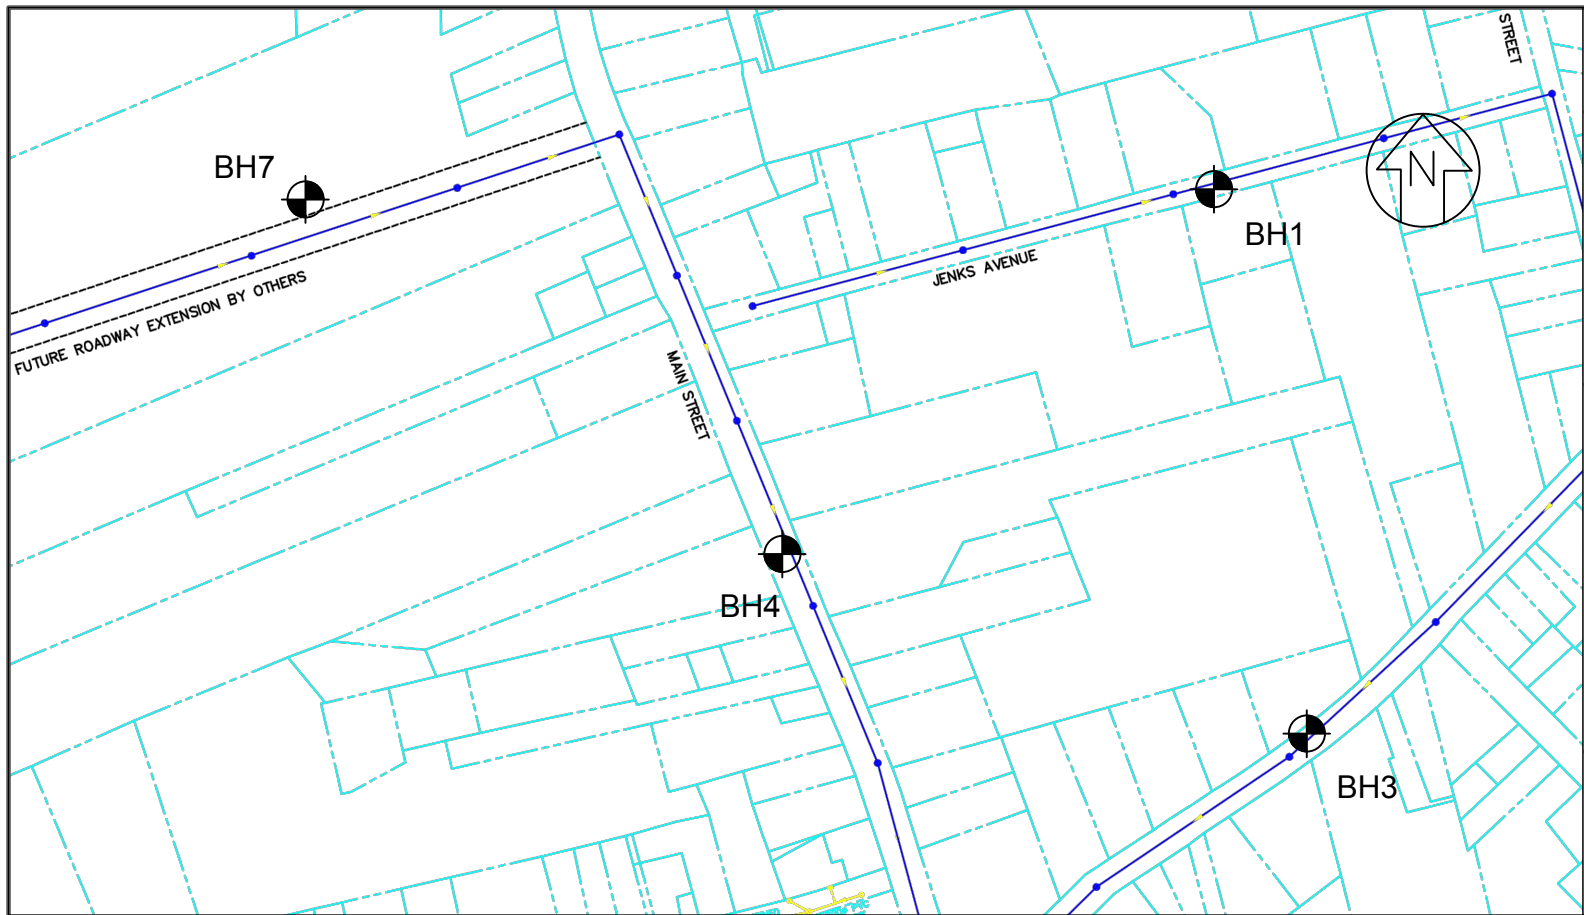 STREET
BH7
N
BH1
JENKS AVENUE
FUTURE ROADWAY EXTENSION BY OTHERS
MAIN STREET
BH4
BH3